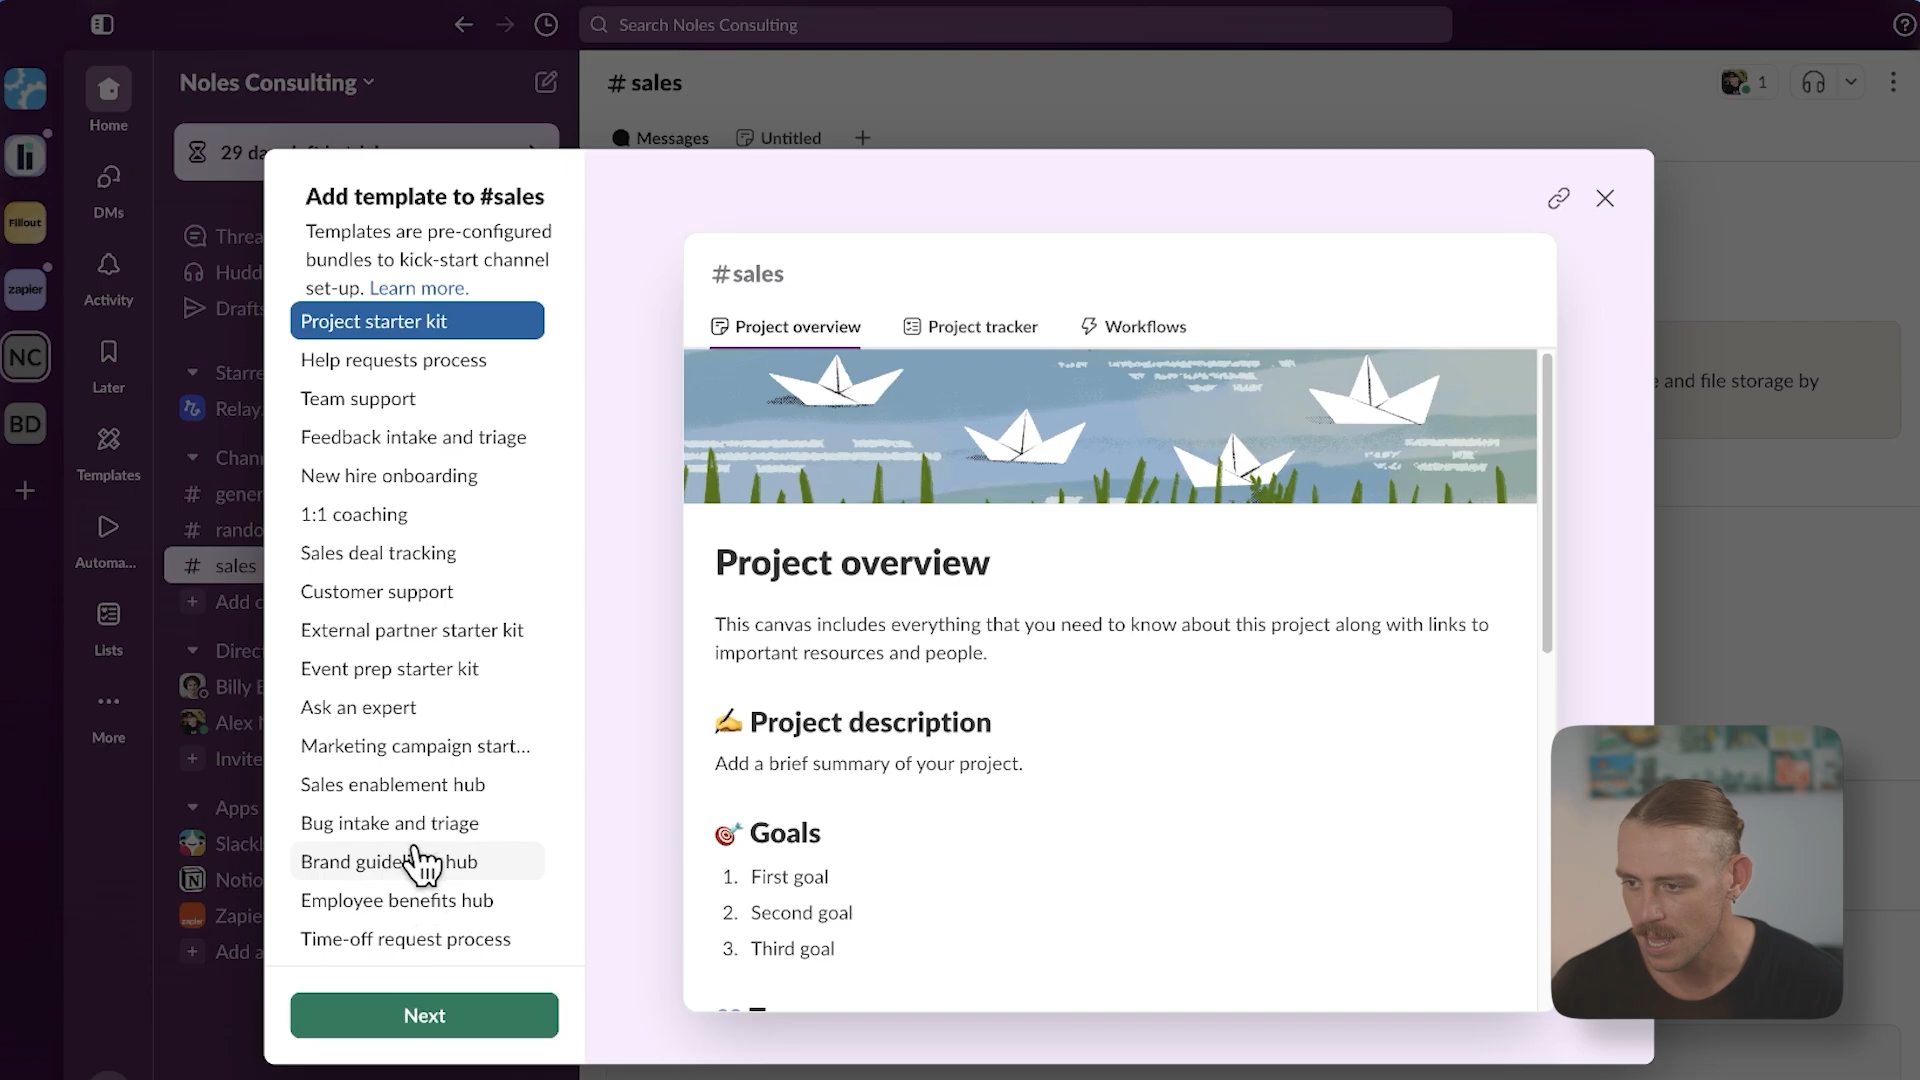 Search Noles Consulting
Noles Consulting
# sales
1
Messages
Untitled
Home
DMs
Activity
Later
Templates
Automa...
Lists
More
Fillout
zapier
NC
BD
29
Starre
Relay
Chan
# gener
# rando
# sales
Add
Direc
Billy
Alex
Invite
Apps
Slack
Notio
Zapie
zapier
Add a
Threa
Hudd
Drafts
Add template to #sales
Templates are pre-configured
bundles to kick-start channel
set-up. Learn more.
Project starter kit
Help requests process
Team support
Feedback intake and triage
New hire onboarding
1:1 coaching
Sales deal tracking
Customer support
External partner starter kit
Event prep starter kit
Ask an expert
Marketing campaign start...
Sales enablement hub
Bug intake and triage
Brand guide hub
Employee benefits hub
Time-off request process
Next
#sales
Project overview
Project tracker
Workflows
Project overview
This canvas includes everything that you need to know about this project along with links to
important resources and people.
✍️ Project description
Add a brief summary of your project.
🎯 Goals
1. First goal
2. Second goal
3. Third goal
and file storage by